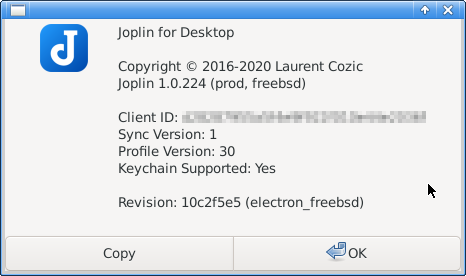 Joplin for Desktop
Copyright © 2016-2020 Laurent Cozic
Joplin 1.0.224 (prod, freebsd)
Client ID:
Sync Version: 1
Profile Version: 30
Keychain Supported: Yes
Revision: 10c2f5e5 (electron_freebsd)
Copy
OK